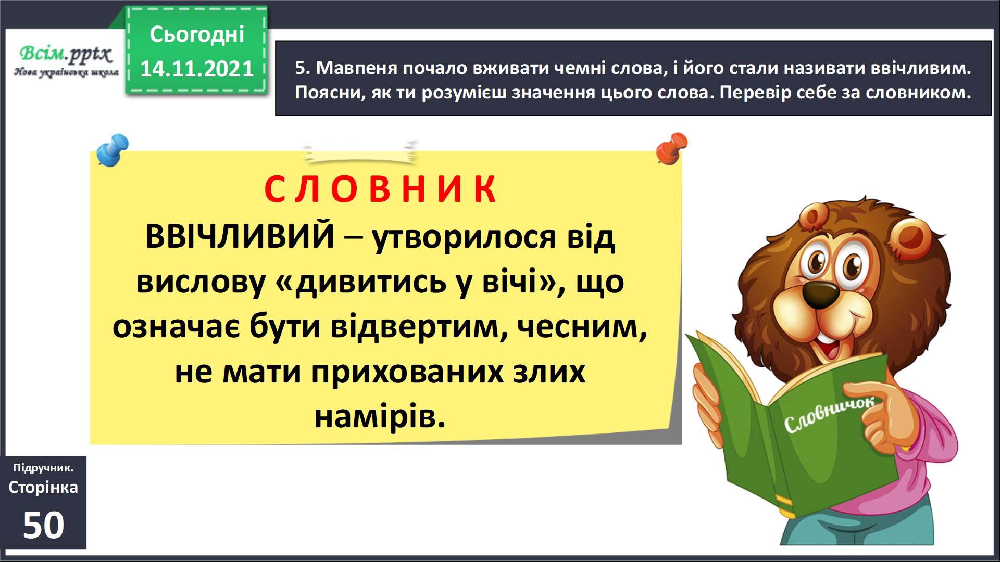 Всім.pptx
Нова українська школа
Сьогодні
14.11.2021
5. Мавпеня почало вживати чемні слова, і його стали називати ввічливим.
Поясни, як ти розумієш значення цього слова. Перевір себе за словником.
С Л О В Н И К
ВВІЧЛИВИЙ – утворилося від
вислову «дивитись у вічі», що
означає бути відвертим, чесним,
не мати прихованих злих
намірів.
Словничок
Підручник.
Сторінка
50